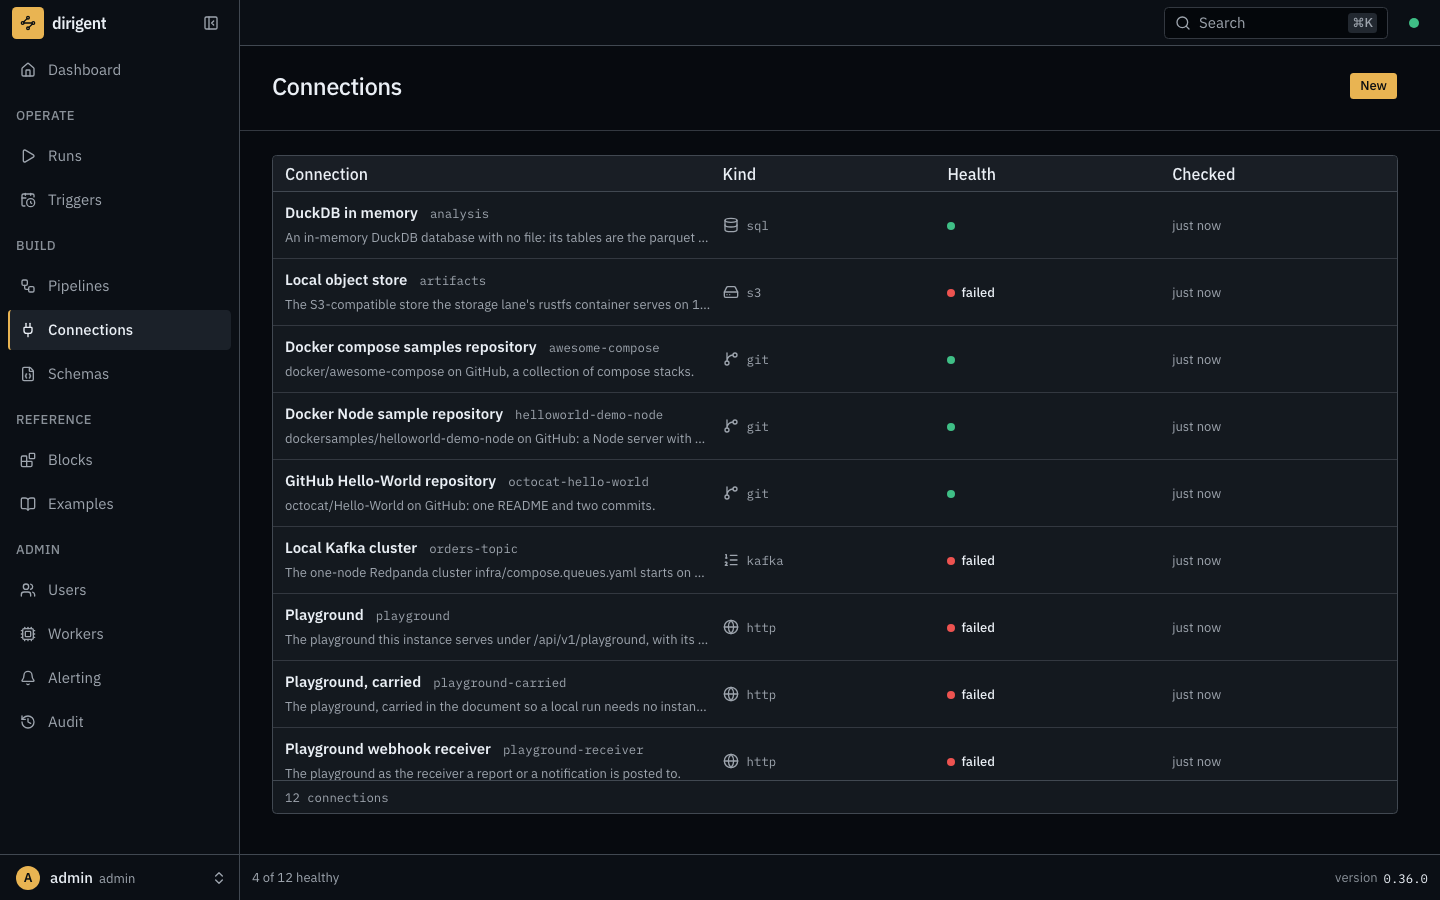 dirigent
Search ⌘K
Dashboard
OPERATE
Runs
Triggers
BUILD
Pipelines
Connections
Schemas
REFERENCE
Blocks
Examples
ADMIN
Users
Workers
Alerting
Audit
A admin admin
Connections
New
Connection Kind Health Checked
DuckDB in memory analysis
An in-memory DuckDB database with no file: its tables are the parquet ...
sql just now
Local object store artifacts
The S3-compatible store the storage lane's rustfs container serves on 1...
s3 failed just now
Docker compose samples repository awesome-compose
docker/awesome-compose on GitHub, a collection of compose stacks.
git just now
Docker Node sample repository helloworld-demo-node
dockersamples/helloworld-demo-node on GitHub: a Node server with ...
git just now
GitHub Hello-World repository octocat-hello-world
octocat/Hello-World on GitHub: one README and two commits.
git just now
Local Kafka cluster orders-topic
The one-node Redpanda cluster infra/compose.queues.yaml starts on ...
kafka failed just now
Playground playground
The playground this instance serves under /api/v1/playground, with its ...
http failed just now
Playground, carried playground-carried
The playground, carried in the document so a local run needs no instan...
http failed just now
Playground webhook receiver playground-receiver
The playground as the receiver a report or a notification is posted to.
http failed just now
12 connections
4 of 12 healthy
version 0.36.0